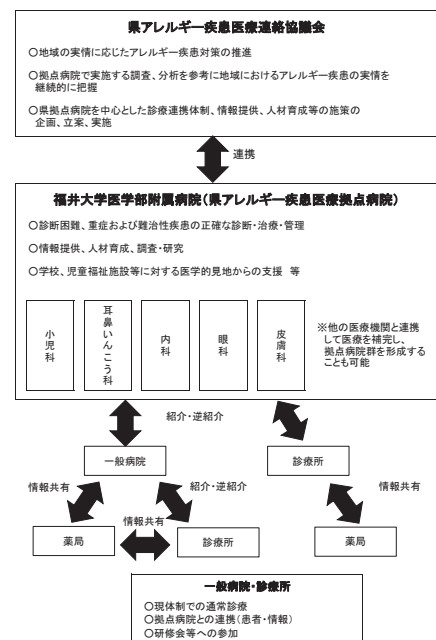 県アレルギー疾患医療連絡協議会
○地域の実情に応じたアレルギー疾患対策の推進
○拠点病院で実施する調査、分析を参考に地域におけるアレルギー疾患の実情を
継続的に把握
○県拠点病院を中心とした診療連携体制、情報提供、人材育成等の施策の
企画、立案、実施
連携
福井大学医学部附属病院(県アレルギー疾患医療拠点病院)
○診断困難、重症および難治性疾患の正確な診断・治療・管理
○情報提供、人材育成、調査・研究
○学校、児童福祉施設等に対する医学的見地からの支援 等
小児科
耳鼻いんこう科
内科
眼科
皮膚科
※他の医療機関と連携
して医療を補完し、
拠点病院群を形成する
ことも可能
紹介・逆紹介
一般病院
診療所
情報共有
紹介・逆紹介
情報共有
情報共有
薬局
診療所
薬局
一般病院・診療所
○現体制での通常診療
○拠点病院との連携(患者・情報)
○研修会等への参加